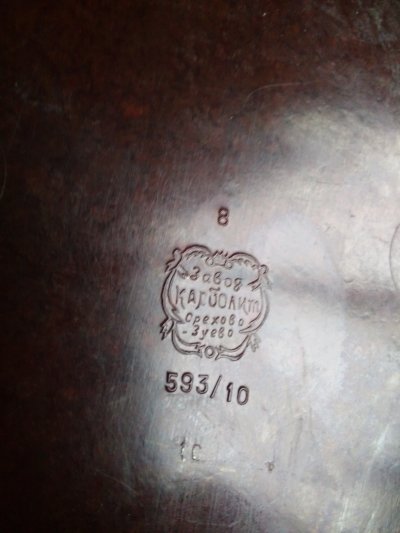 8
Завод
КАРБОЛИТ
Орехово
-Зуево
593/10